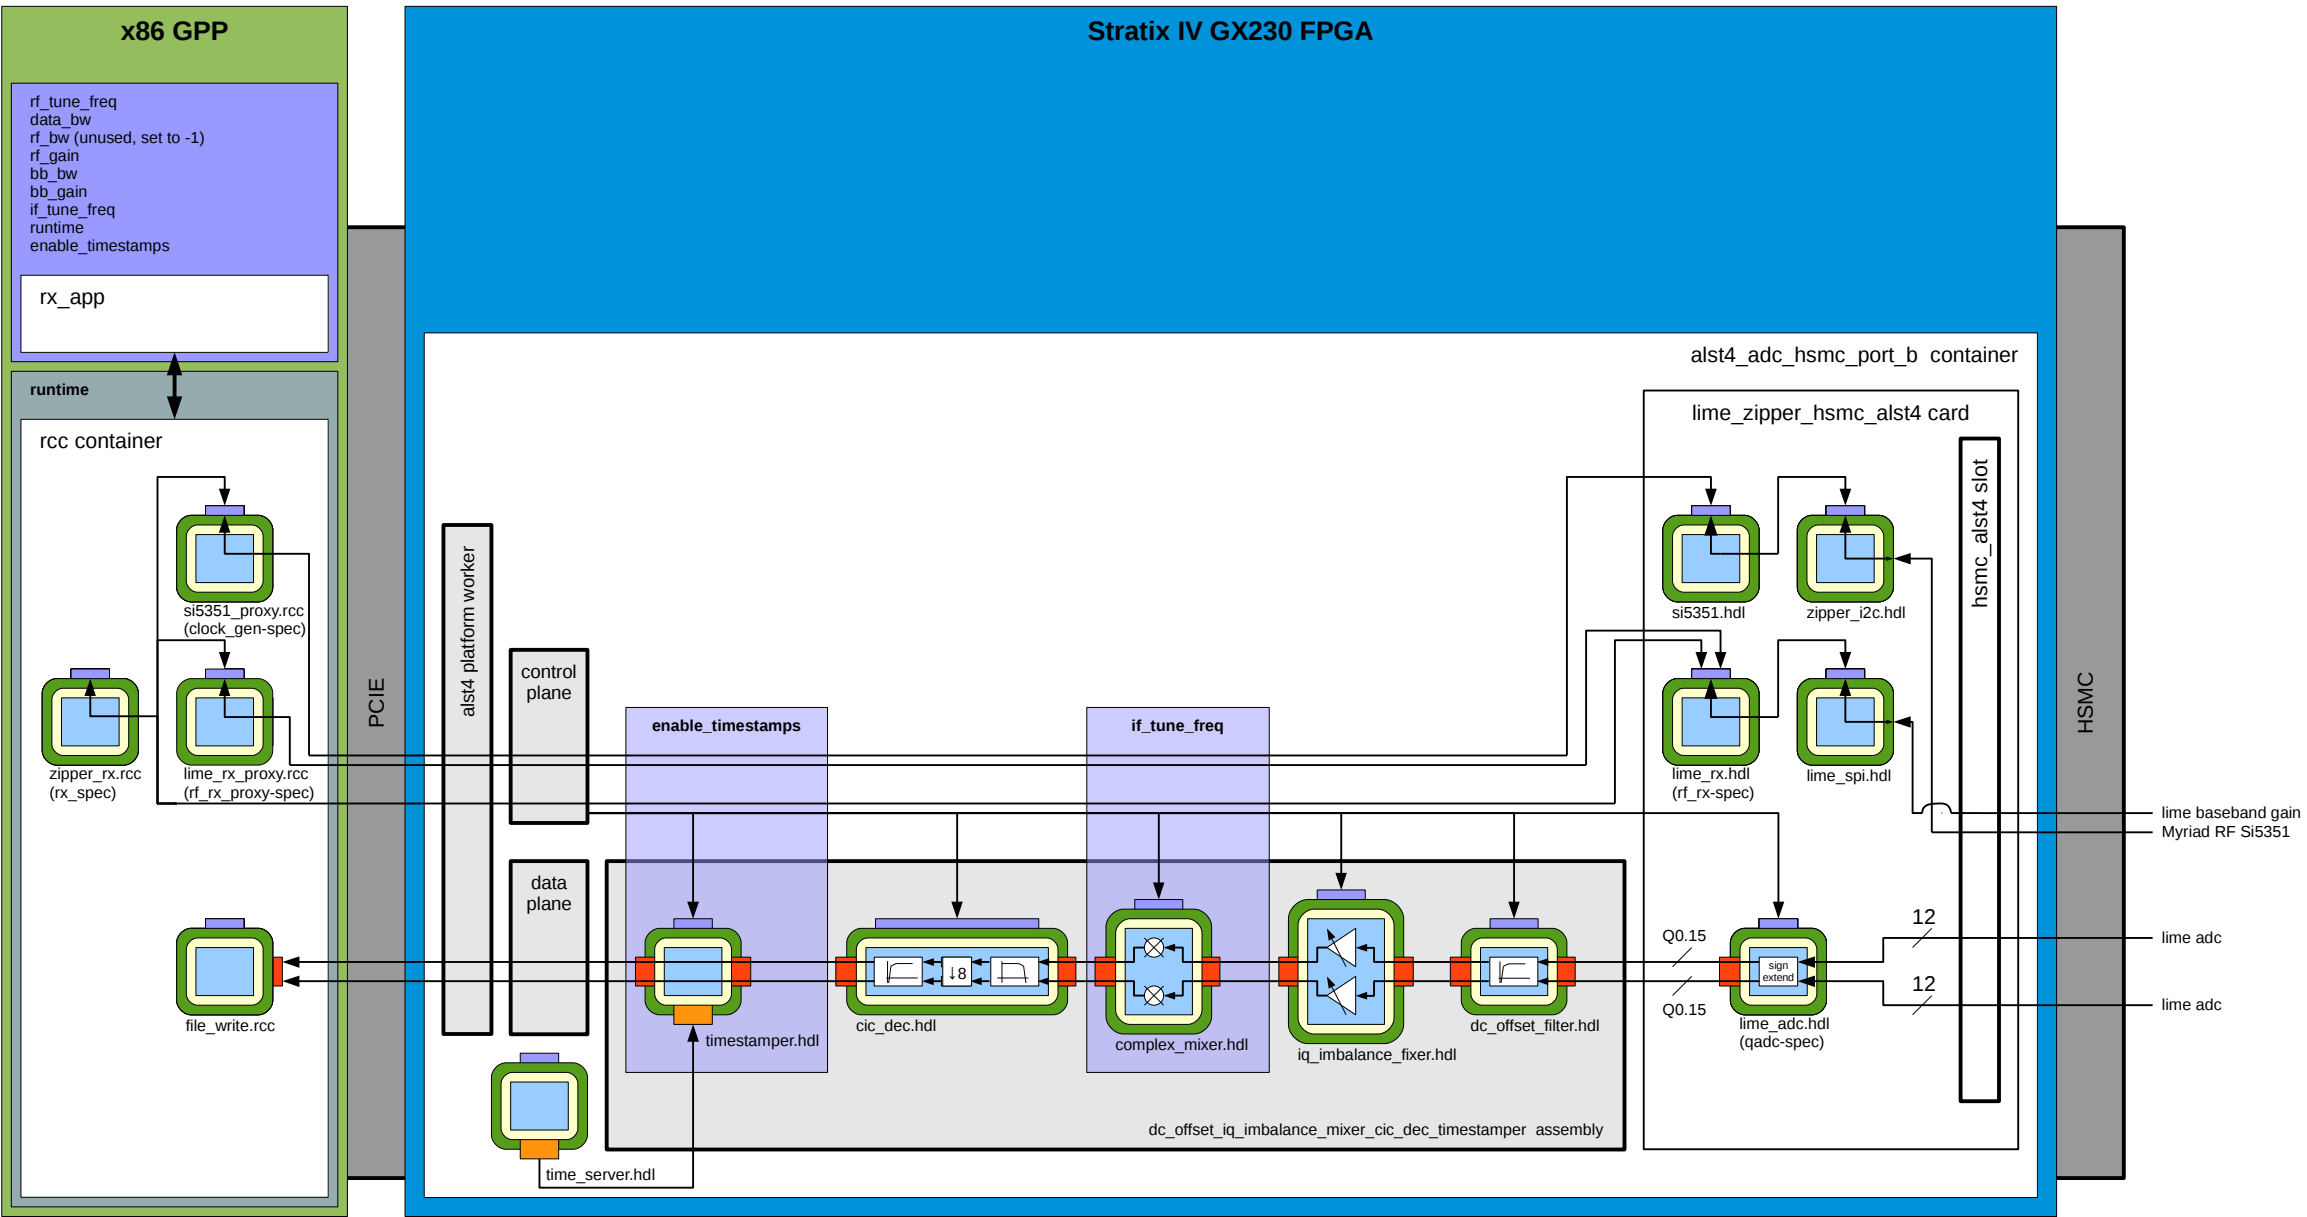 x86 GPP
rf_tune_freq
data_bw
rf_bw (unused, set to -1)
rf_gain
bb_bw
bb_gain
if_tune_freq
runtime
enable_timestamps
rx_app
runtime
rcc container
si5351_proxy.rcc
(clock_gen-spec)
zipper_rx.rcc
(rx_spec)
lime_rx_proxy.rcc
(rf_rx_proxy-spec)
file_write.rcc
PCIE
Stratix IV GX230 FPGA
alst4_adc_hsmc_port_b container
alst4 platform worker
control
plane
data
plane
enable_timestamps
if_tune_freq
timestamper.hdl
↓8
cic_dec.hdl
complex_mixer.hdl
iq_imbalance_fixer.hdl
dc_offset_filter.hdl
dc_offset_iq_imbalance_mixer_cic_dec_timestamper assembly
time_server.hdl
lime_zipper_hsmc_alst4 card
hsmc_alst4 slot
si5351.hdl
zipper_i2c.hdl
lime_rx.hdl
(rf_rx-spec)
lime_spi.hdl
Q0.15
Q0.15
sign
extend
lime_adc.hdl
(qadc-spec)
12
12
HSMC
lime baseband gain
Myriad RF Si5351
lime adc
lime adc